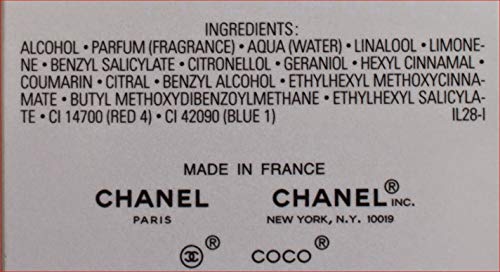 INGREDIENTS:
ALCOHOL • PARFUM (FRAGRANCE) • AQUA (WATER) • LINALOOL • LIMONE-
NE • BENZYL SALICYLATE • CITRONELLOL • GERANIOL • HEXYL CINNAMAL •
COUMARIN • CITRAL • BENZYL ALCOHOL • ETHYLHEXYL METHOXYCINNA-
MATE • BUTYL METHOXYDIBENZOYLMETHANE • ETHYLHEXYL SALICYLA-
TE • CI 14700 (RED 4) • CI 42090 (BLUE 1) IL28-I
MADE IN FRANCE
CHANEL CHANEL® INC.
PARIS NEW YORK, N.Y. 10019
® COCO®